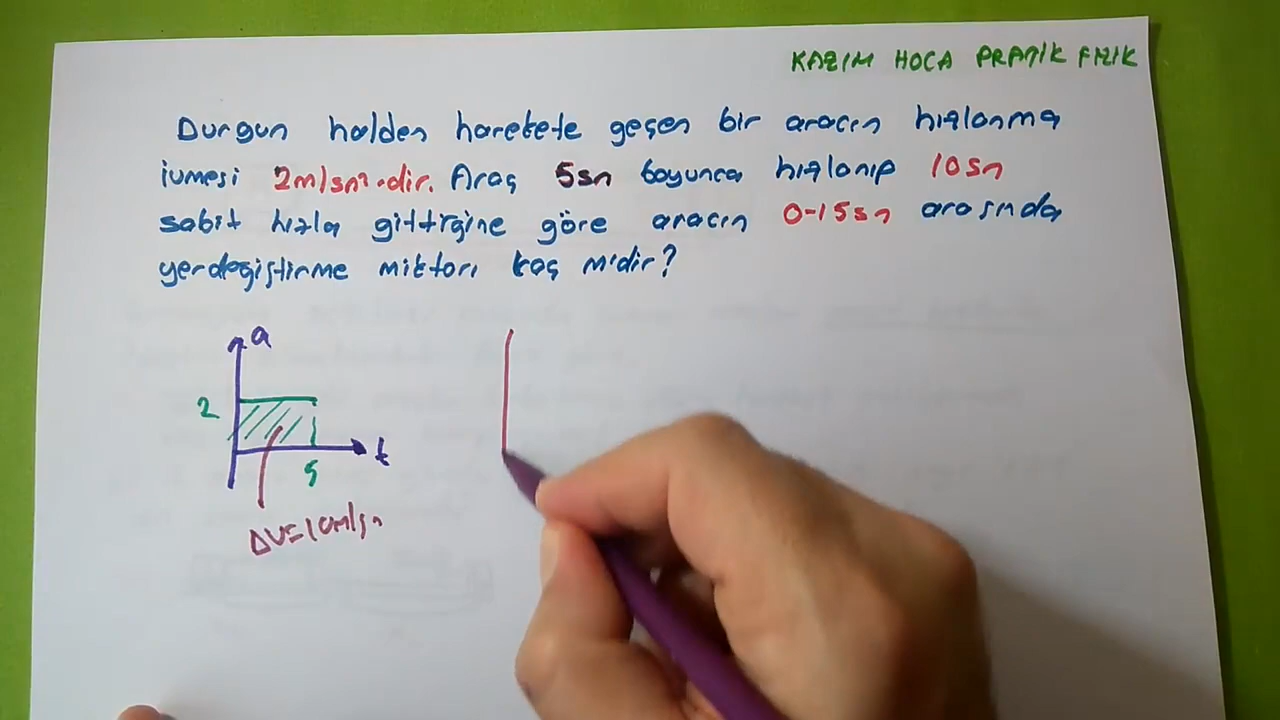 KAZIM HOCA PRATİK FİZİK
Durgun halden harekete geçen bir aracın hızlanma
ivmesi 2m/sn².dir. Araç 5sn boyunca hızlanıp 10sn
sabit hızla gittiğine göre aracın 0-15sn arasında
yerdeğiştirme miktarı kaç m'dir?
a
2
t
5
ΔV=10m/sn